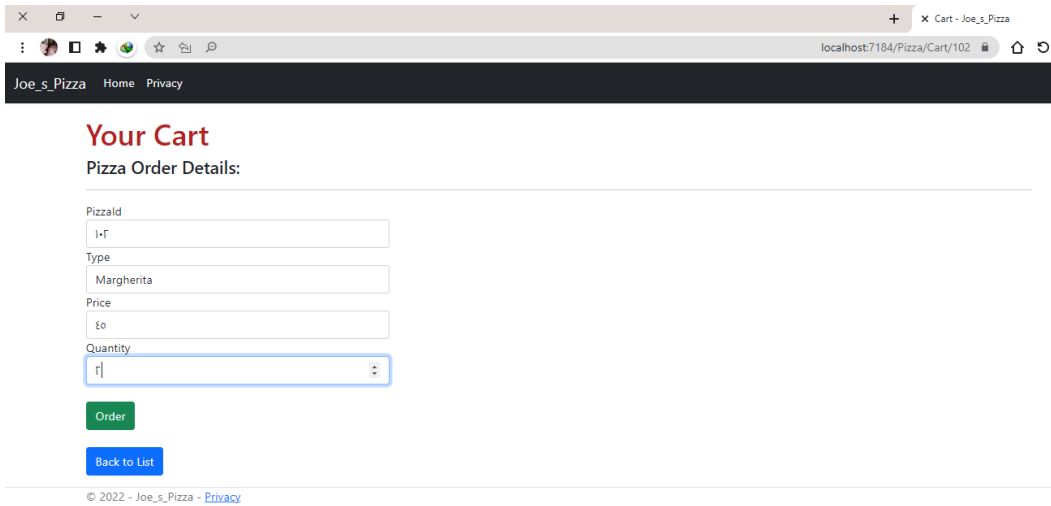 Cart - Joe_s_Pizza
localhost:7184/Pizza/Cart/102
Joe_s_Pizza Home Privacy
Your Cart
Pizza Order Details:
PizzaId
١٠٢
Type
Margherita
Price
٤٥
Quantity
٢
Order
Back to List
© 2022 - Joe_s_Pizza - Privacy